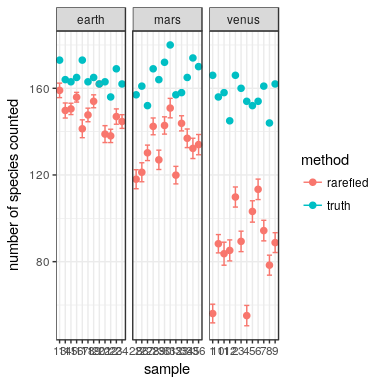 earth
mars
venus
number of species counted
160
120
80
sample
method
rarefied
truth